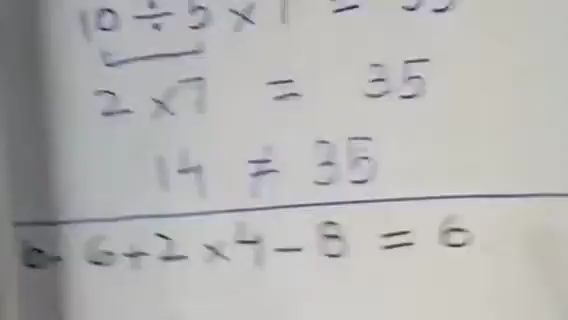 10 ÷ 5 × 7 = 35
2 × 7 = 35
14 ≠ 35
6 + 2 × 4 - 8 = 6